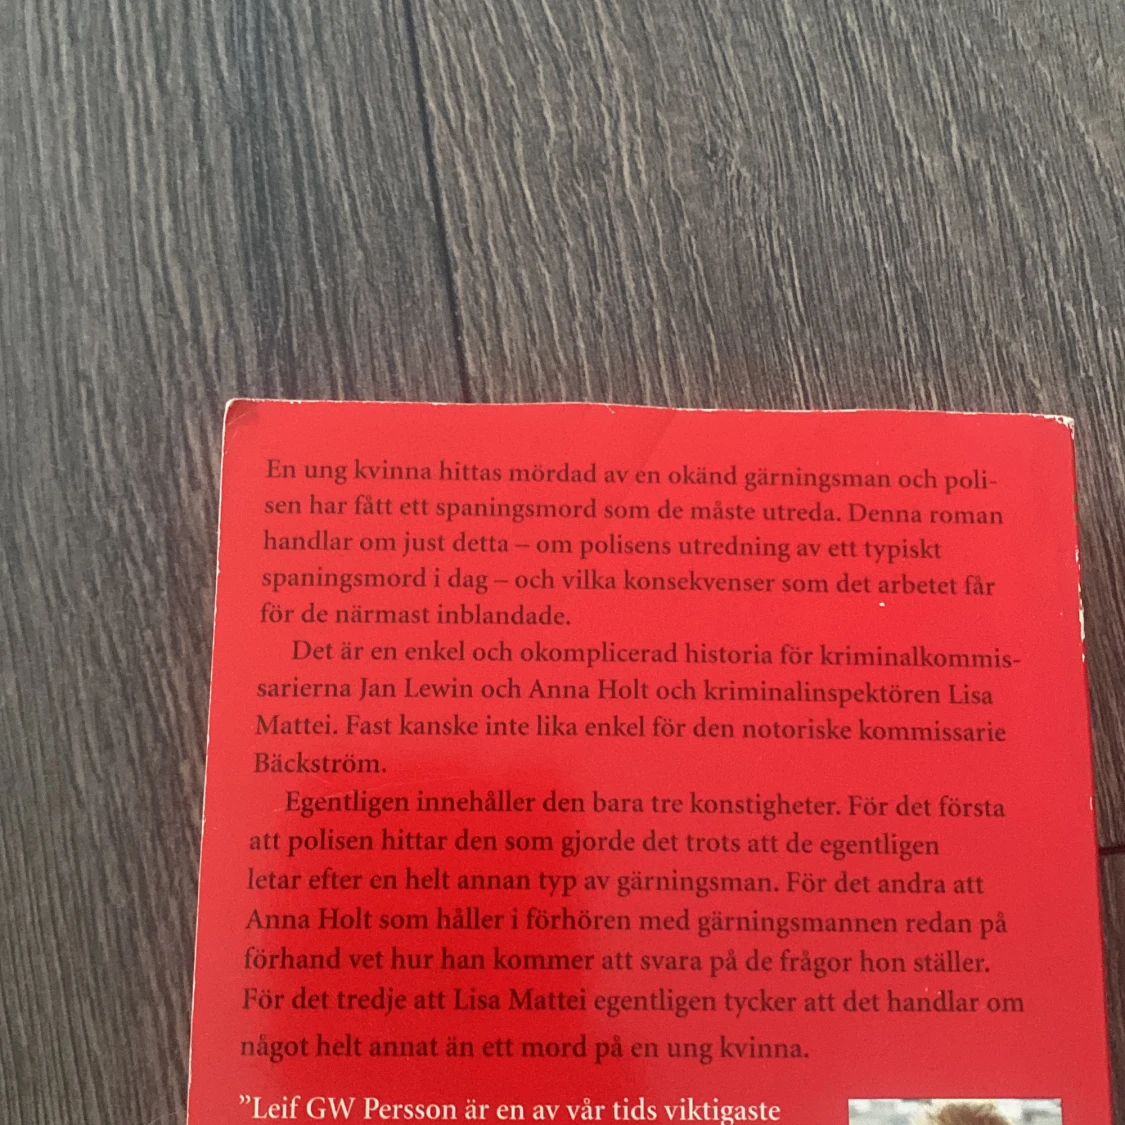 En ung kvinna hittas mördad av en okänd gärningsman och poli-
sen har fått ett spaningsmord som de måste utreda. Denna roman
handlar om just detta – om polisens utredning av ett typiskt
spaningsmord i dag – och vilka konsekvenser som det arbetet får
för de närmast inblandade.
Det är en enkel och okomplicerad historia för kriminalkommis-
sarierna Jan Lewin och Anna Holt och kriminalinspektören Lisa
Mattei. Fast kanske inte lika enkel för den notoriske kommissarie
Bäckström.
Egentligen innehåller den bara tre konstigheter. För det första
att polisen hittar den som gjorde det trots att de egentligen
letar efter en helt annan typ av gärningsman. För det andra att
Anna Holt som håller i förhören med gärningsmannen redan på
förhand vet hur han kommer att svara på de frågor hon ställer.
För det tredje att Lisa Mattei egentligen tycker att det handlar om
något helt annat än ett mord på en ung kvinna.
”Leif GW Persson är en av vår tids viktigaste